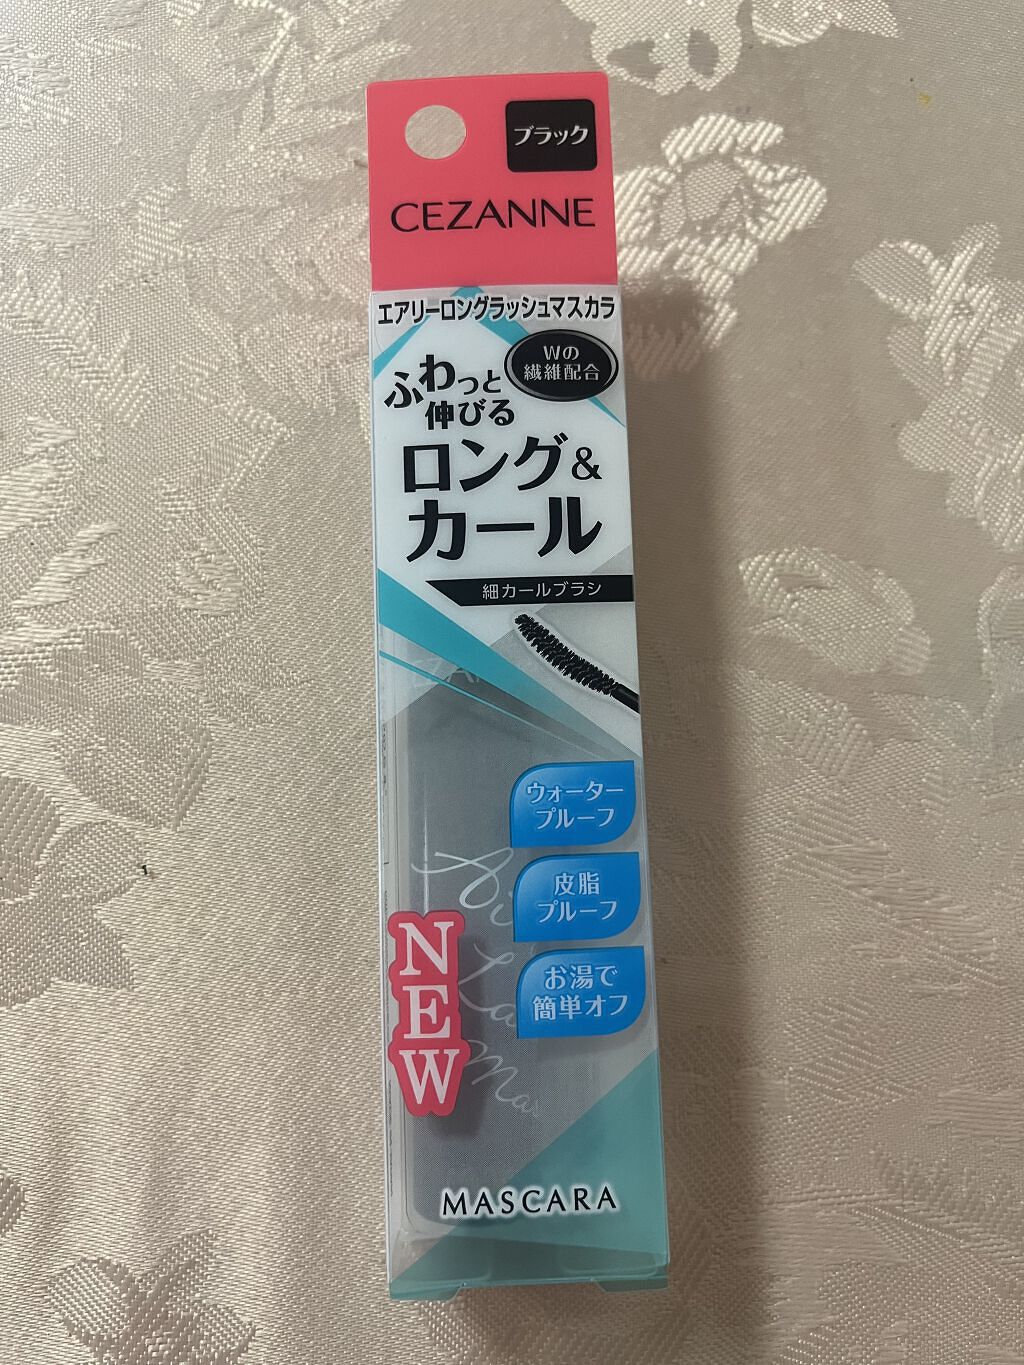 ブラック
CEZANNE
エアリーロングラッシュマスカラ
Wの
繊維配合
ふわっと
伸びる
ロング&
カール
細カールブラシ
ウォーター
プルーフ
皮脂
プルーフ
お湯で
簡単オフ
NEW
MASCARA